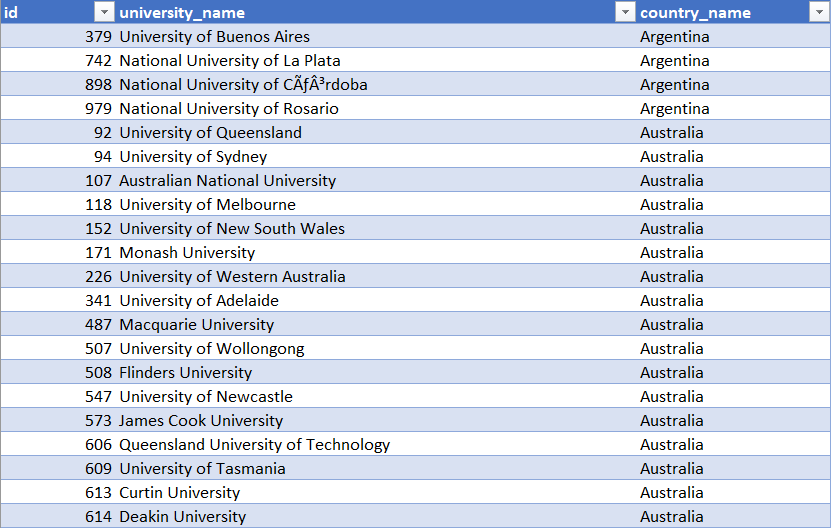 id university_name country_name
379 University of Buenos Aires Argentina
742 National University of La Plata Argentina
898 National University of CÃƒÂ³rdoba Argentina
979 National University of Rosario Argentina
92 University of Queensland Australia
94 University of Sydney Australia
107 Australian National University Australia
118 University of Melbourne Australia
152 University of New South Wales Australia
171 Monash University Australia
226 University of Western Australia Australia
341 University of Adelaide Australia
487 Macquarie University Australia
507 University of Wollongong Australia
508 Flinders University Australia
547 University of Newcastle Australia
573 James Cook University Australia
606 Queensland University of Technology Australia
609 University of Tasmania Australia
613 Curtin University Australia
614 Deakin University Australia